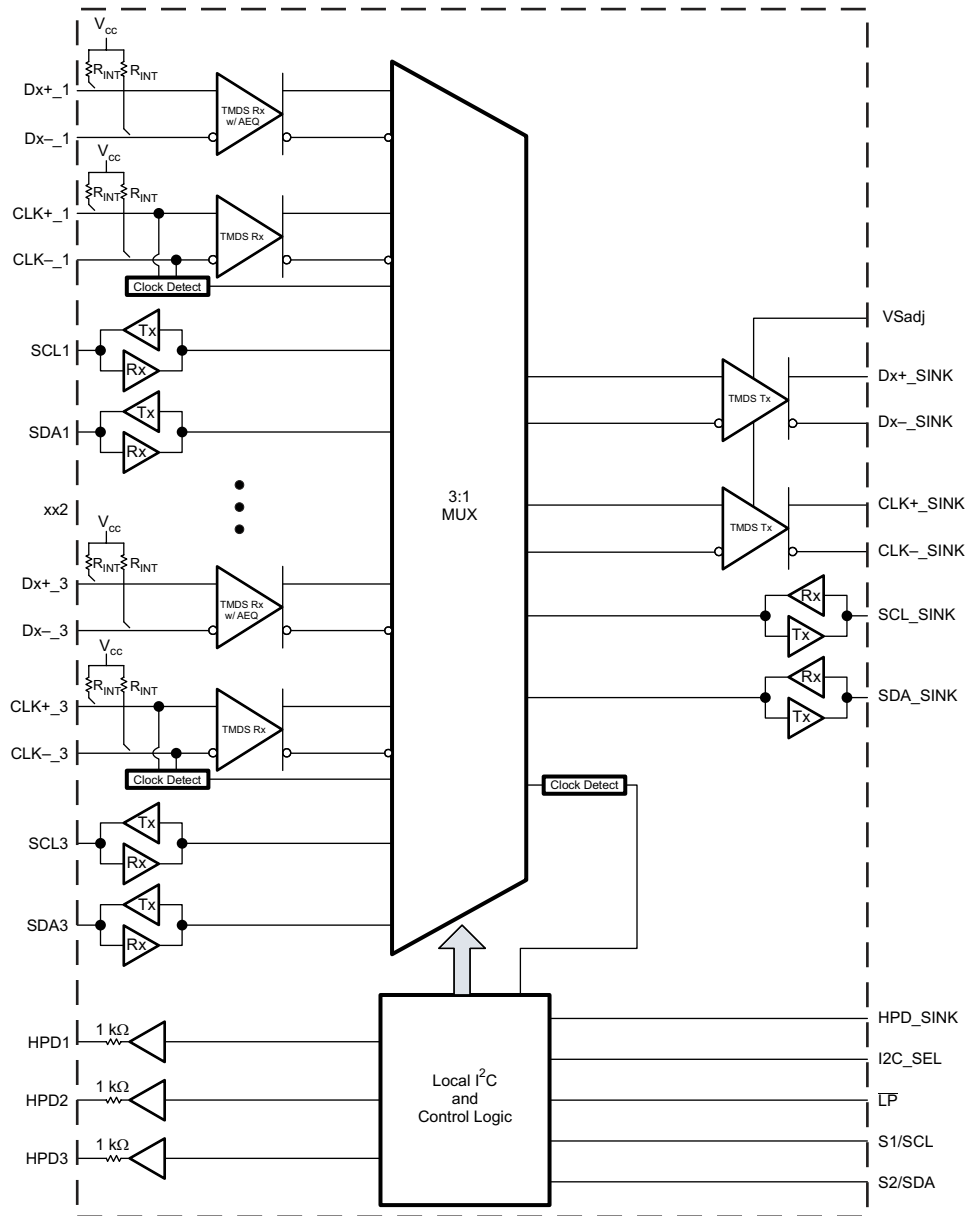 Vcc
RINT RINT
Dx+_1
TMDS Rx
w/ AEQ
Dx–_1
Vcc
RINT RINT
CLK+_1
TMDS Rx
CLK–_1
Clock Detect
Tx
SCL1
Rx
Tx
SDA1
Rx
xx2
Vcc
RINT RINT
Dx+_3
TMDS Rx
w/ AEQ
Dx–_3
Vcc
RINT RINT
CLK+_3
TMDS Rx
CLK–_3
Clock Detect
Tx
SCL3
Rx
Tx
SDA3
Rx
3:1
MUX
VSadj
Dx+_SINK
TMDS Tx
Dx–_SINK
CLK+_SINK
TMDS Tx
CLK–_SINK
Rx
SCL_SINK
Tx
Rx
SDA_SINK
Tx
Clock Detect
1 kΩ
HPD1
1 kΩ
HPD2
1 kΩ
HPD3
Local I²C
and
Control Logic
HPD_SINK
I2C_SEL
L̅P̅
S1/SCL
S2/SDA